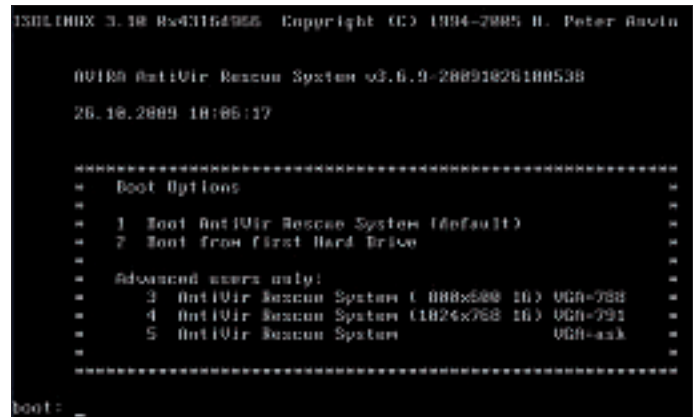 ISOLINUX 3.10 Copyright (C) 1994-2005 H. Peter Anvin
AVIRA AntiVir Rescue System v3.6.9-20091026100538
26.10.2009 10:06:17
**********************************************************
* Boot Options *
* *
* 1 Boot AntiVir Rescue System (default) *
* 2 Boot from first Hard Drive *
* *
* Advanced users only: *
* 3 AntiVir Rescue System ( 800x600 16) VGA=788 *
* 4 AntiVir Rescue System (1024x768 16) VGA=791 *
* 5 AntiVir Rescue System VGA=ask *
* *
**********************************************************
boot: _